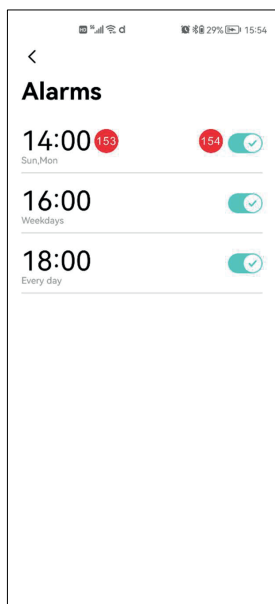 29% 15:54
Alarms
14:00 153 154
Sun,Mon
16:00
Weekdays
18:00
Every day